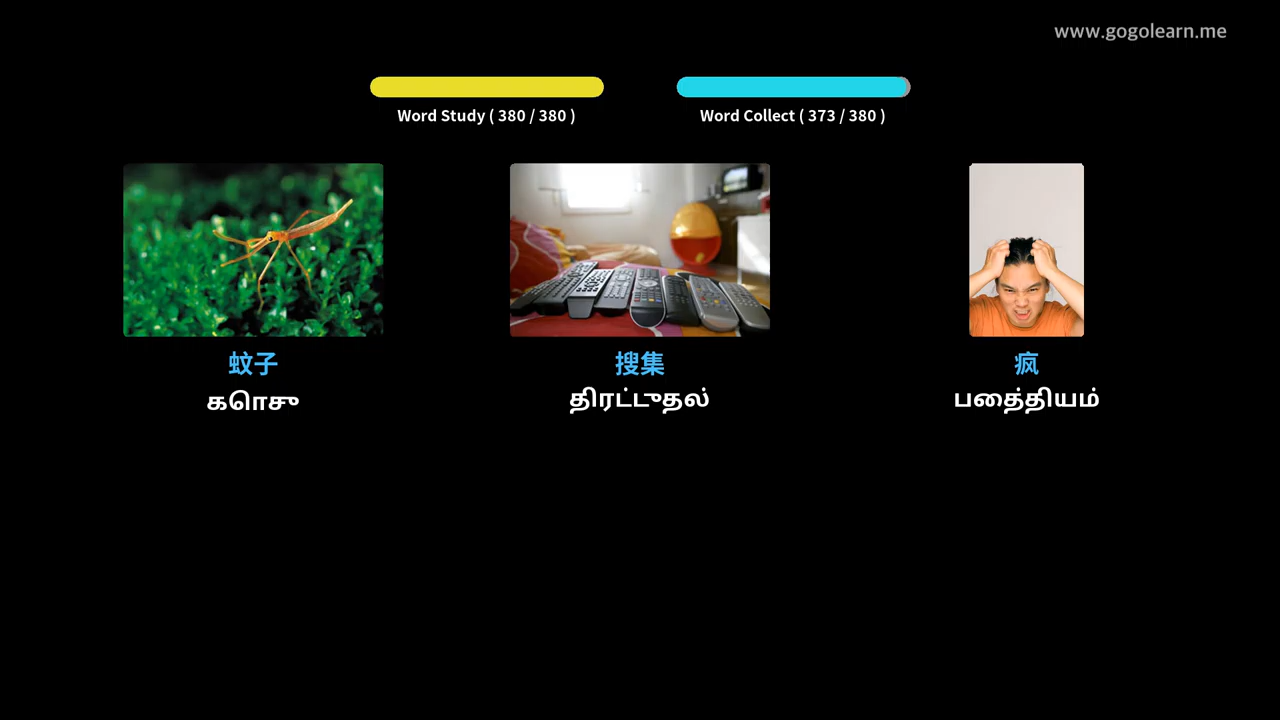 www.gogolearn.me
Word Study ( 380 / 380 )
Word Collect ( 373 / 380 )
蚊子
கொசு
搜集
திரட்டுதல்
疯
பைத்தியம்